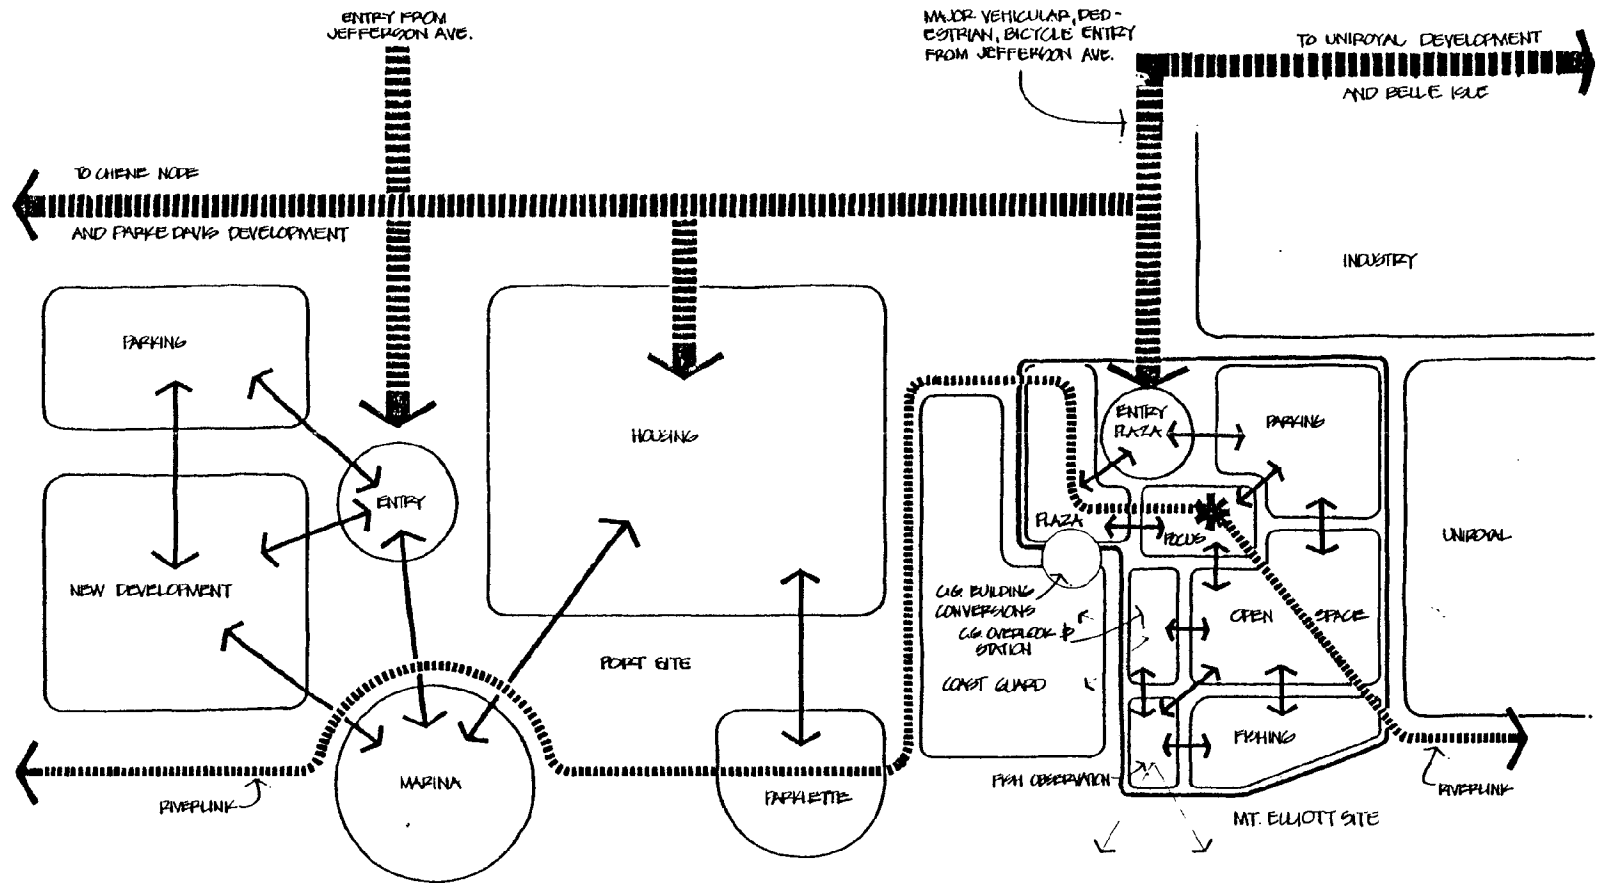 ENTRY FROM
JEFFERSON AVE.
MAJOR VEHICULAR, PED-
ESTRIAN, BICYCLE ENTRY
FROM JEFFERSON AVE.
TO UNIROYAL DEVELOPMENT
AND BELLE ISLE
TO CHENE NODE
AND PARKE DAVIS DEVELOPMENT
INDUSTRY
PARKING
HOUSING
ENTRY
PLAZA
PARKING
ENTRY
PLAZA
FOCUS
UNIROYAL
NEW DEVELOPMENT
C.G. BUILDING
CONVERSIONS
C.G. OVERLOOK
STATION
OPEN SPACE
PORT SITE
COAST GUARD
FISHING
MARINA
PARKLETTE
FISH OBSERVATION
RIVERLINK
RIVERLINK
MT. ELLIOTT SITE